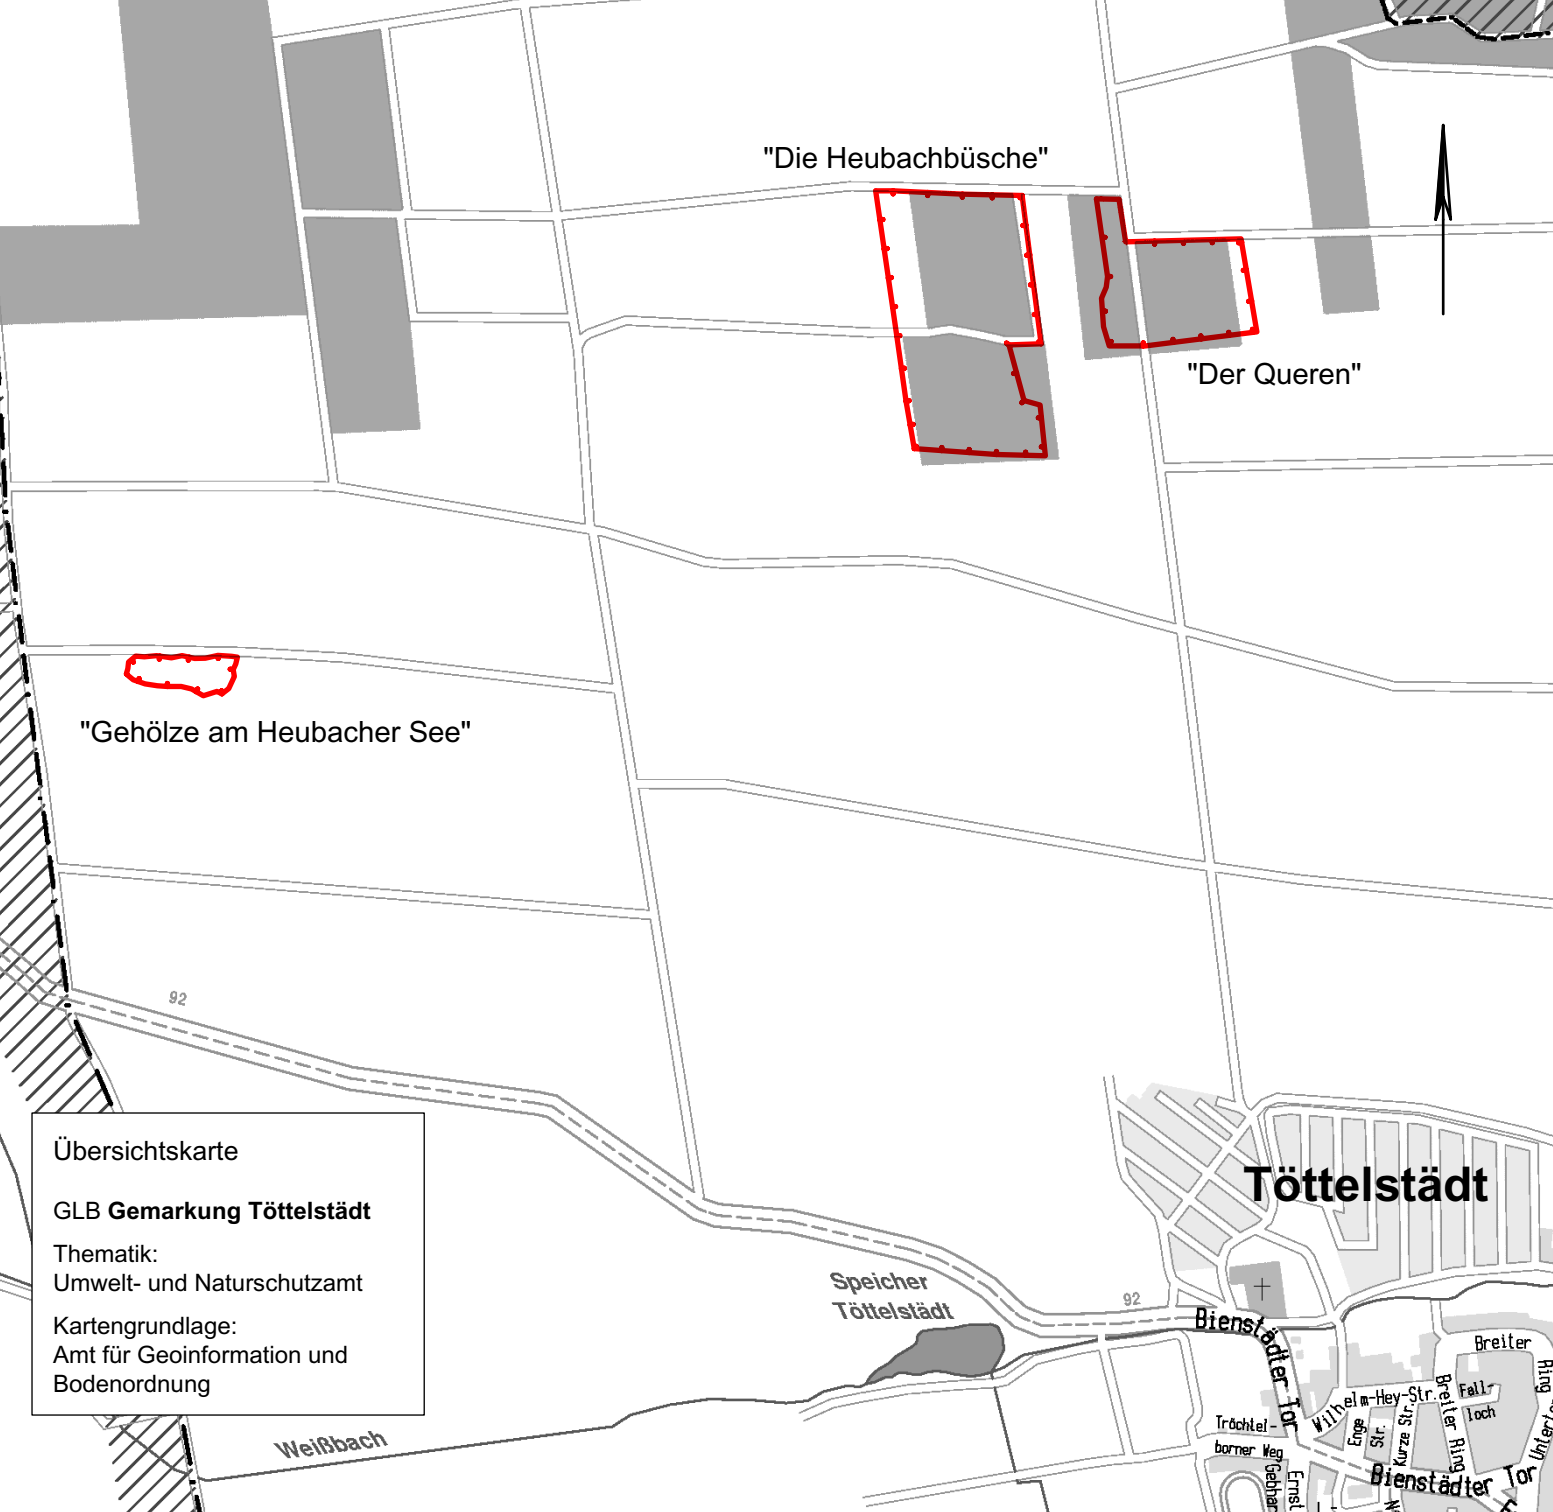 "Die Heubachbüsche"
"Der Queren"
"Gehölze am Heubacher See"
92
Übersichtskarte
GLB Gemarkung Töttelstädt
Thematik:
Umwelt- und Naturschutzamt
Kartengrundlage:
Amt für Geoinformation und
Bodenordnung
Töttelstädt
Speicher
Töttelstädt
92
Bienstädter Tor
Breiter
Ring
Wilhelm-Hey-Str.
Fall-
loch
Breiter Ring
Kurze Str.
Enge
Str.
Tröchtel-
borner Weg
Weißbach
Bienstädter Tor
Ernst